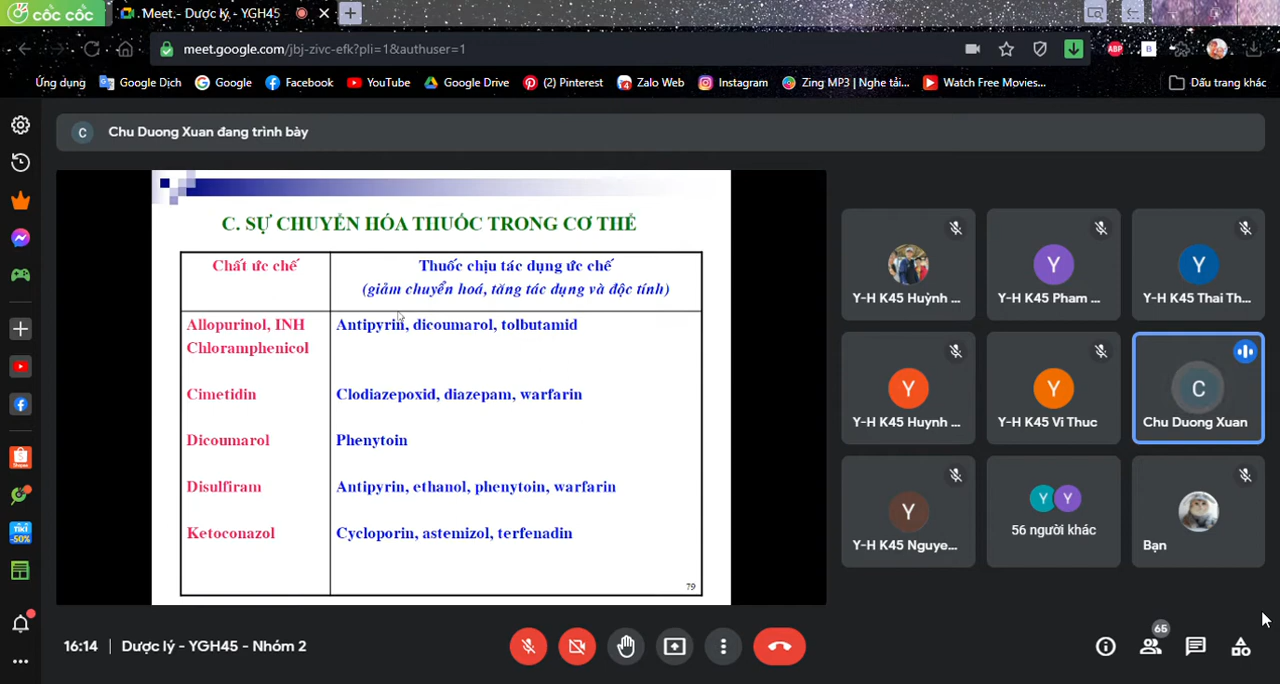 cốc cốc
Meet - Dược lý - YGH45
meet.google.com/jbj-zivc-efk?pli=1&authuser=1
ABP
B
Ứng dụng
Google Dịch
Google
Facebook
YouTube
Google Drive
(2) Pinterest
Zalo Web
Instagram
Zing MP3 | Nghe tải...
Watch Free Movies...
Dấu trang khác
C
Chu Duong Xuan đang trình bày
C. SỰ CHUYỂN HÓA THUỐC TRONG CƠ THỂ
Chất ức chế
Thuốc chịu tác dụng ức chế
(giảm chuyển hoá, tăng tác dụng và độc tính)
Allopurinol, INH
Chloramphenicol
Antipyrin, dicoumarol, tolbutamid
Cimetidin
Clodiazepoxid, diazepam, warfarin
Dicoumarol
Phenytoin
Disulfiram
Antipyrin, ethanol, phenytoin, warfarin
Ketoconazol
Cycloporin, astemizol, terfenadin
79
Y-H K45 Huỳnh ...
Y
Y-H K45 Pham ...
Y
Y-H K45 Thai Th...
Y
Y-H K45 Huynh ...
Y
Y-H K45 Vi Thuc
C
Chu Duong Xuan
Y
Y-H K45 Nguye...
Y
Y
56 người khác
Bạn
Shopee
TIKI
-50%
16:14
Dược lý - YGH45 - Nhóm 2
65